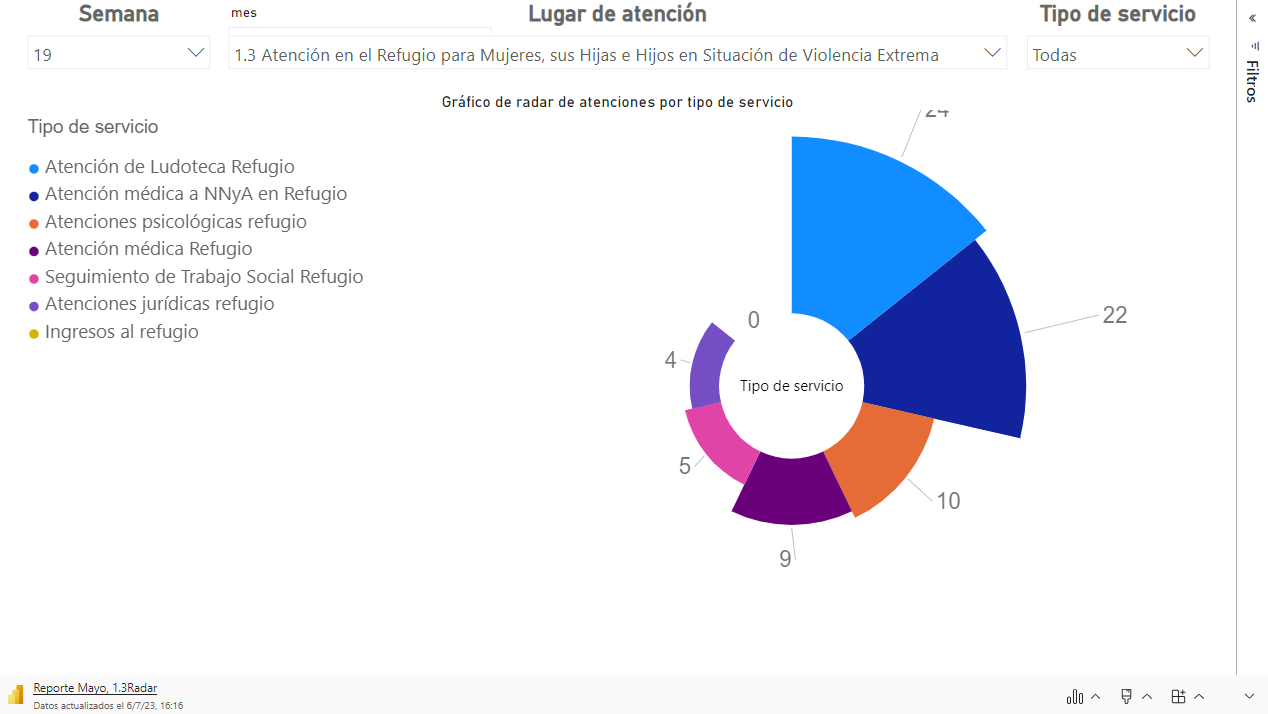 Semana
mes
Lugar de atención
Tipo de servicio
19
1.3 Atención en el Refugio para Mujeres, sus Hijas e Hijos en Situación de Violencia Extrema
Todas
Filtros
Gráfico de radar de atenciones por tipo de servicio
Tipo de servicio
Atención de Ludoteca Refugio
Atención médica a NNyA en Refugio
Atenciones psicológicas refugio
Atención médica Refugio
Seguimiento de Trabajo Social Refugio
Atenciones jurídicas refugio
Ingresos al refugio
24
22
10
9
5
4
0
Tipo de servicio
Reporte Mayo, 1.3Radar
Datos actualizados el 6/7/23, 16:16